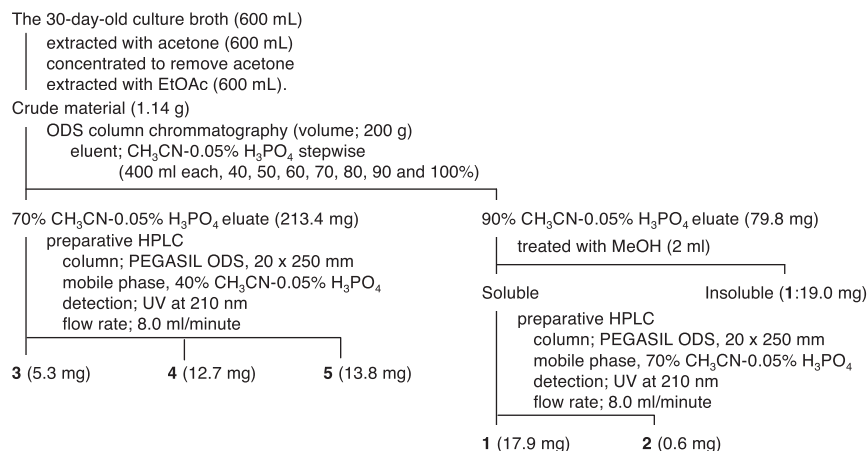 The 30-day-old culture broth (600 mL)
extracted with acetone (600 mL)
concentrated to remove acetone
extracted with EtOAc (600 mL).
Crude material (1.14 g)
ODS column chrommatography (volume; 200 g)
eluent; CH₃CN-0.05% H₃PO₄ stepwise
(400 ml each, 40, 50, 60, 70, 80, 90 and 100%)
70% CH₃CN-0.05% H₃PO₄ eluate (213.4 mg)
preparative HPLC
column; PEGASIL ODS, 20 x 250 mm
mobile phase, 40% CH₃CN-0.05% H₃PO₄
detection; UV at 210 nm
flow rate; 8.0 ml/minute
3 (5.3 mg)
4 (12.7 mg)
5 (13.8 mg)
90% CH₃CN-0.05% H₃PO₄ eluate (79.8 mg)
treated with MeOH (2 ml)
Soluble
Insoluble (1:19.0 mg)
preparative HPLC
column; PEGASIL ODS, 20 x 250 mm
mobile phase, 70% CH₃CN-0.05% H₃PO₄
detection; UV at 210 nm
flow rate; 8.0 ml/minute
1 (17.9 mg)
2 (0.6 mg)